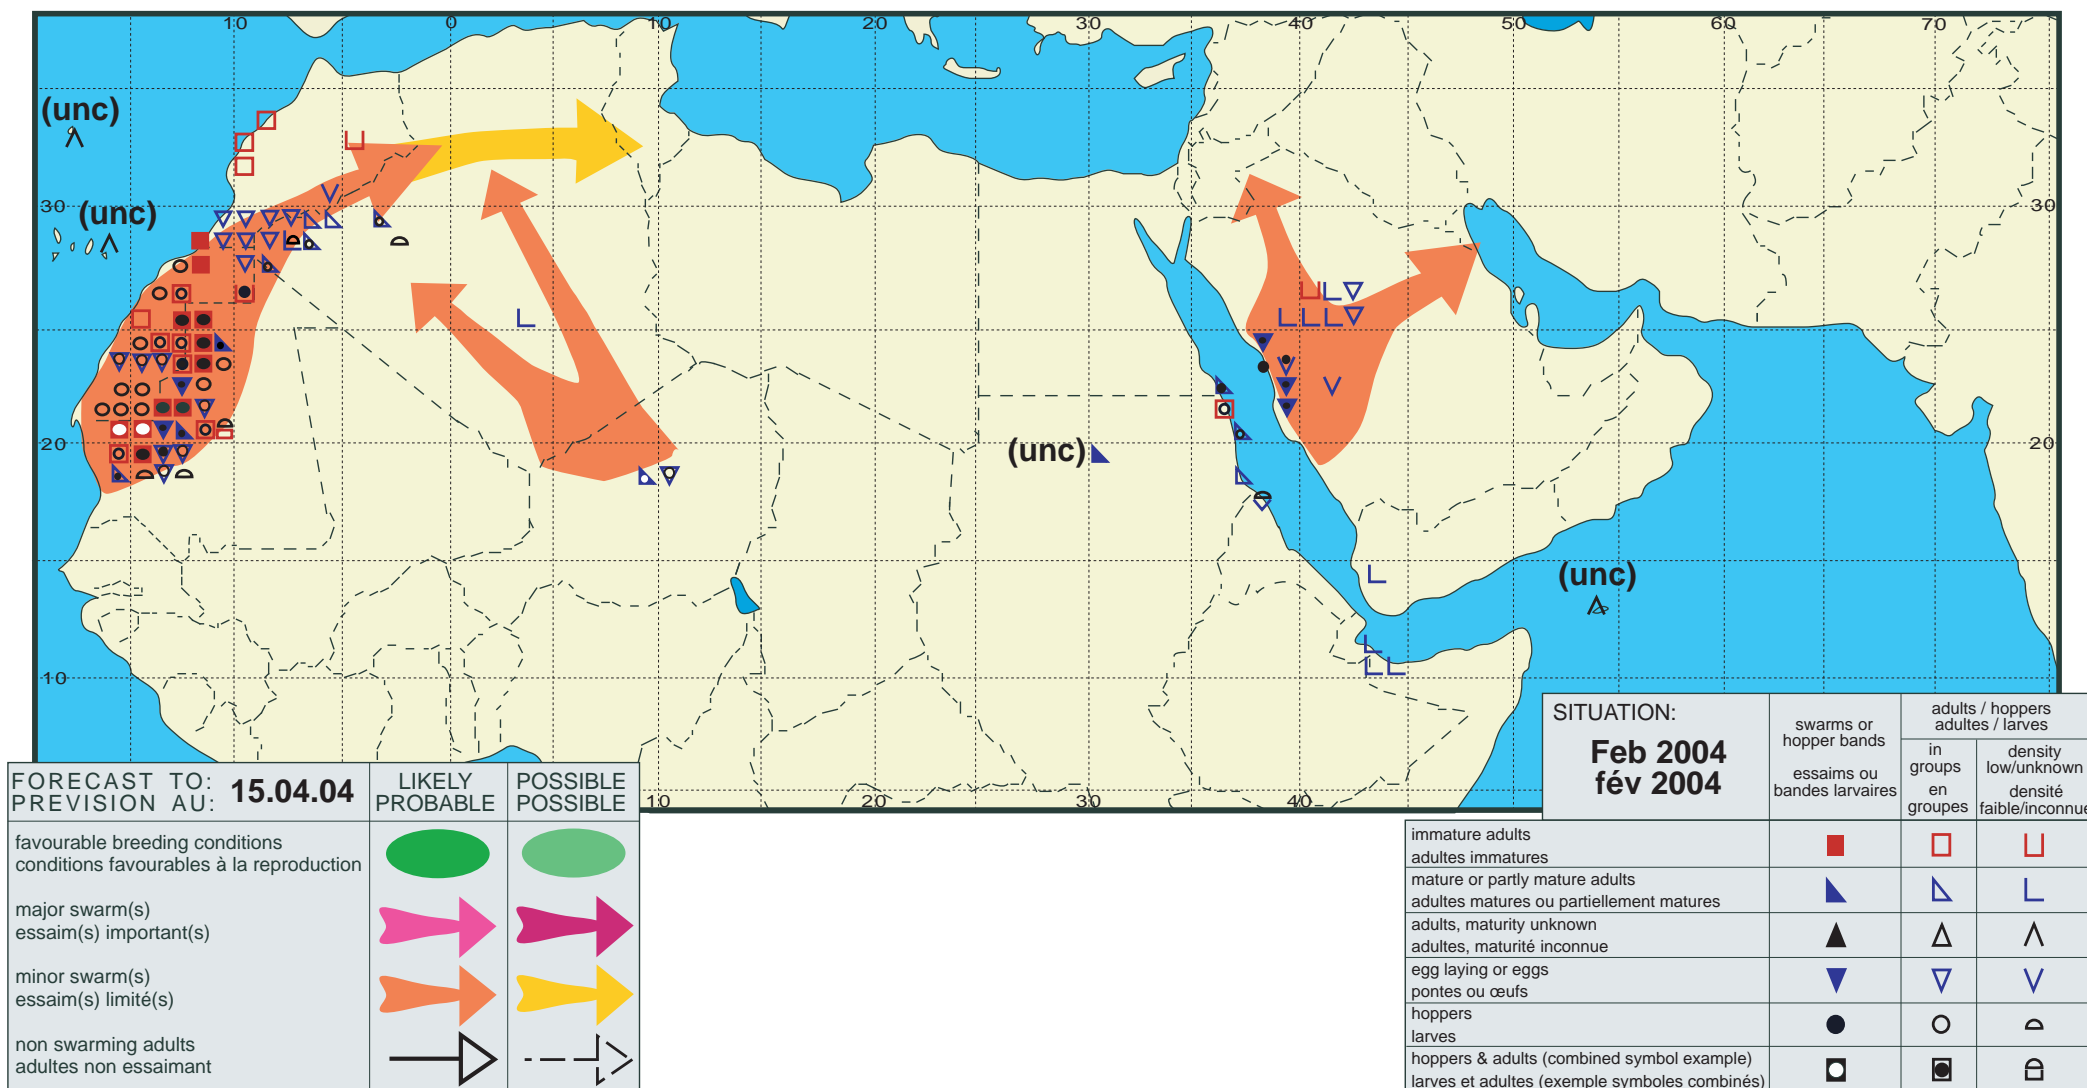 10 0 10 20 30 40 50 60 70
(unc)
30 (unc) 30
20 (unc) 20
(unc)
10
10 30 40
SITUATION:
Feb 2004
fév 2004
swarms or
hopper bands
essaims ou
bandes larvaires
adults / hoppers
adultes / larves
in
groups
en
groupes
density
low/unknown
densité
faible/inconnue
immature adults
adultes immatures
mature or partly mature adults
adultes matures ou partiellement matures
adults, maturity unknown
adultes, maturité inconnue
egg laying or eggs
pontes ou œufs
hoppers
larves
hoppers & adults (combined symbol example)
larves et adultes (exemple symboles combinés)
FORECAST TO:
PREVISION AU:
15.04.04
LIKELY
PROBABLE
POSSIBLE
POSSIBLE
favourable breeding conditions
conditions favourables à la reproduction
major swarm(s)
essaim(s) important(s)
minor swarm(s)
essaim(s) limité(s)
non swarming adults
adultes non essaimant